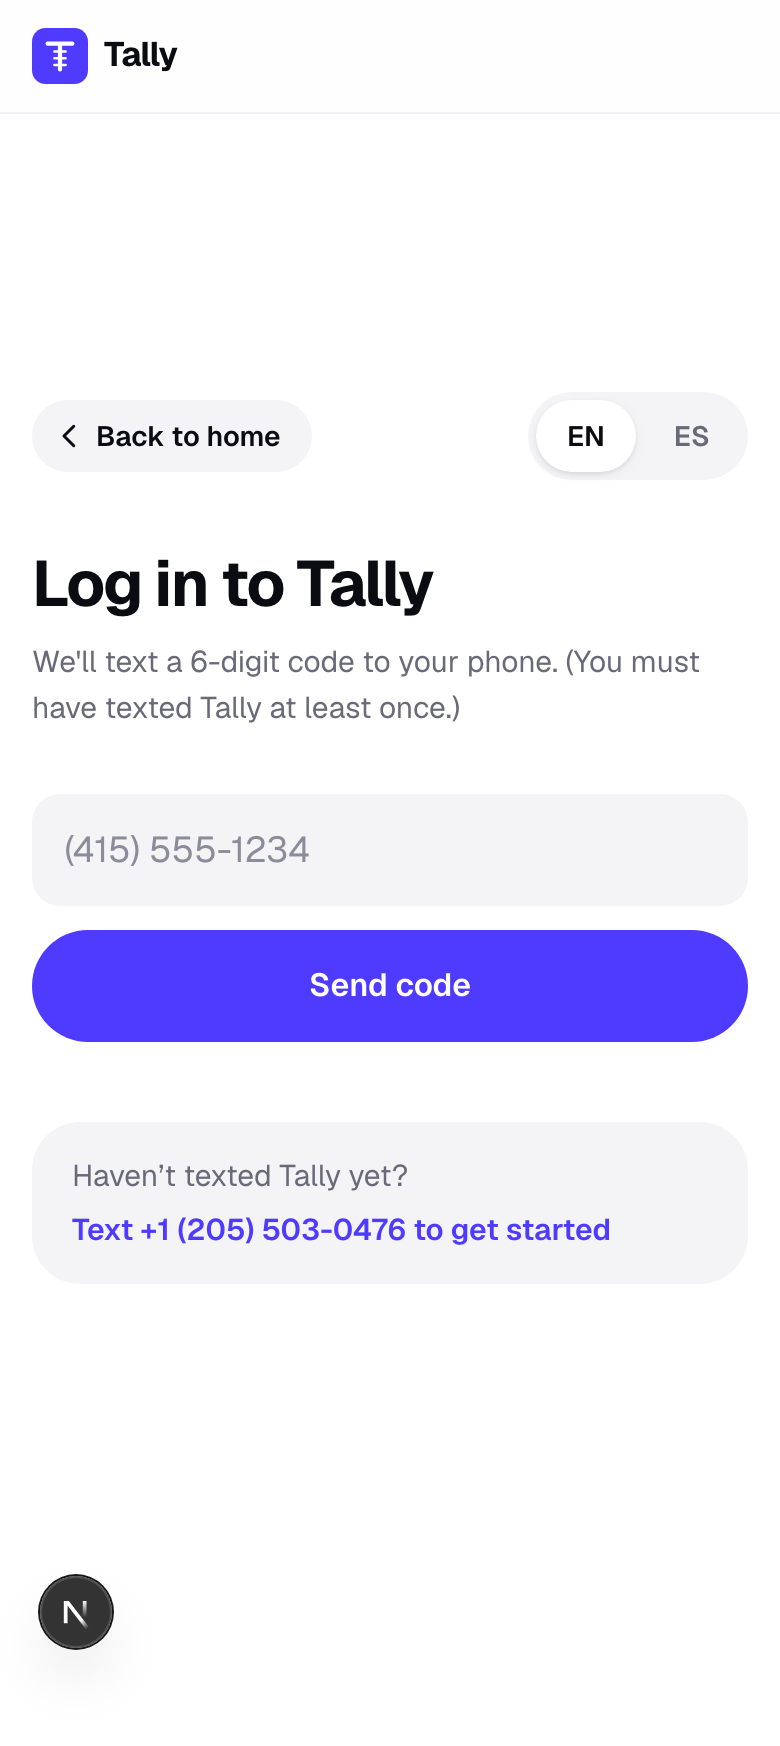 Tally
Back to home
EN ES
Log in to Tally
We'll text a 6-digit code to your phone. (You must
have texted Tally at least once.)
(415) 555-1234
Send code
Haven’t texted Tally yet?
Text +1 (205) 503-0476 to get started
N